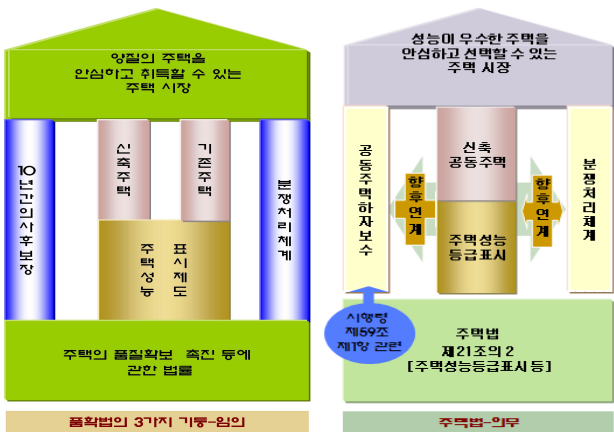 양질의 주택을
안심하고 취득할 수 있는
주택 시장
10년간의사후보장
신축주택
기존주택
주택성능
표시제도
분쟁처리체계
주택의 품질확보 촉진 등에
관한 법률
품확법의 3가지 기둥-임의
성능이 우수한 주택을
안심하고 선택할 수 있는
주택 시장
공동주택하자보수
향후연계
신축
공동주택
주택성능
등급표시
향후연계
분쟁처리체계
시행령
제59조
제1항 관련
주택법
제21조의 2
[주택성능등급표시 등]
주택법-의무